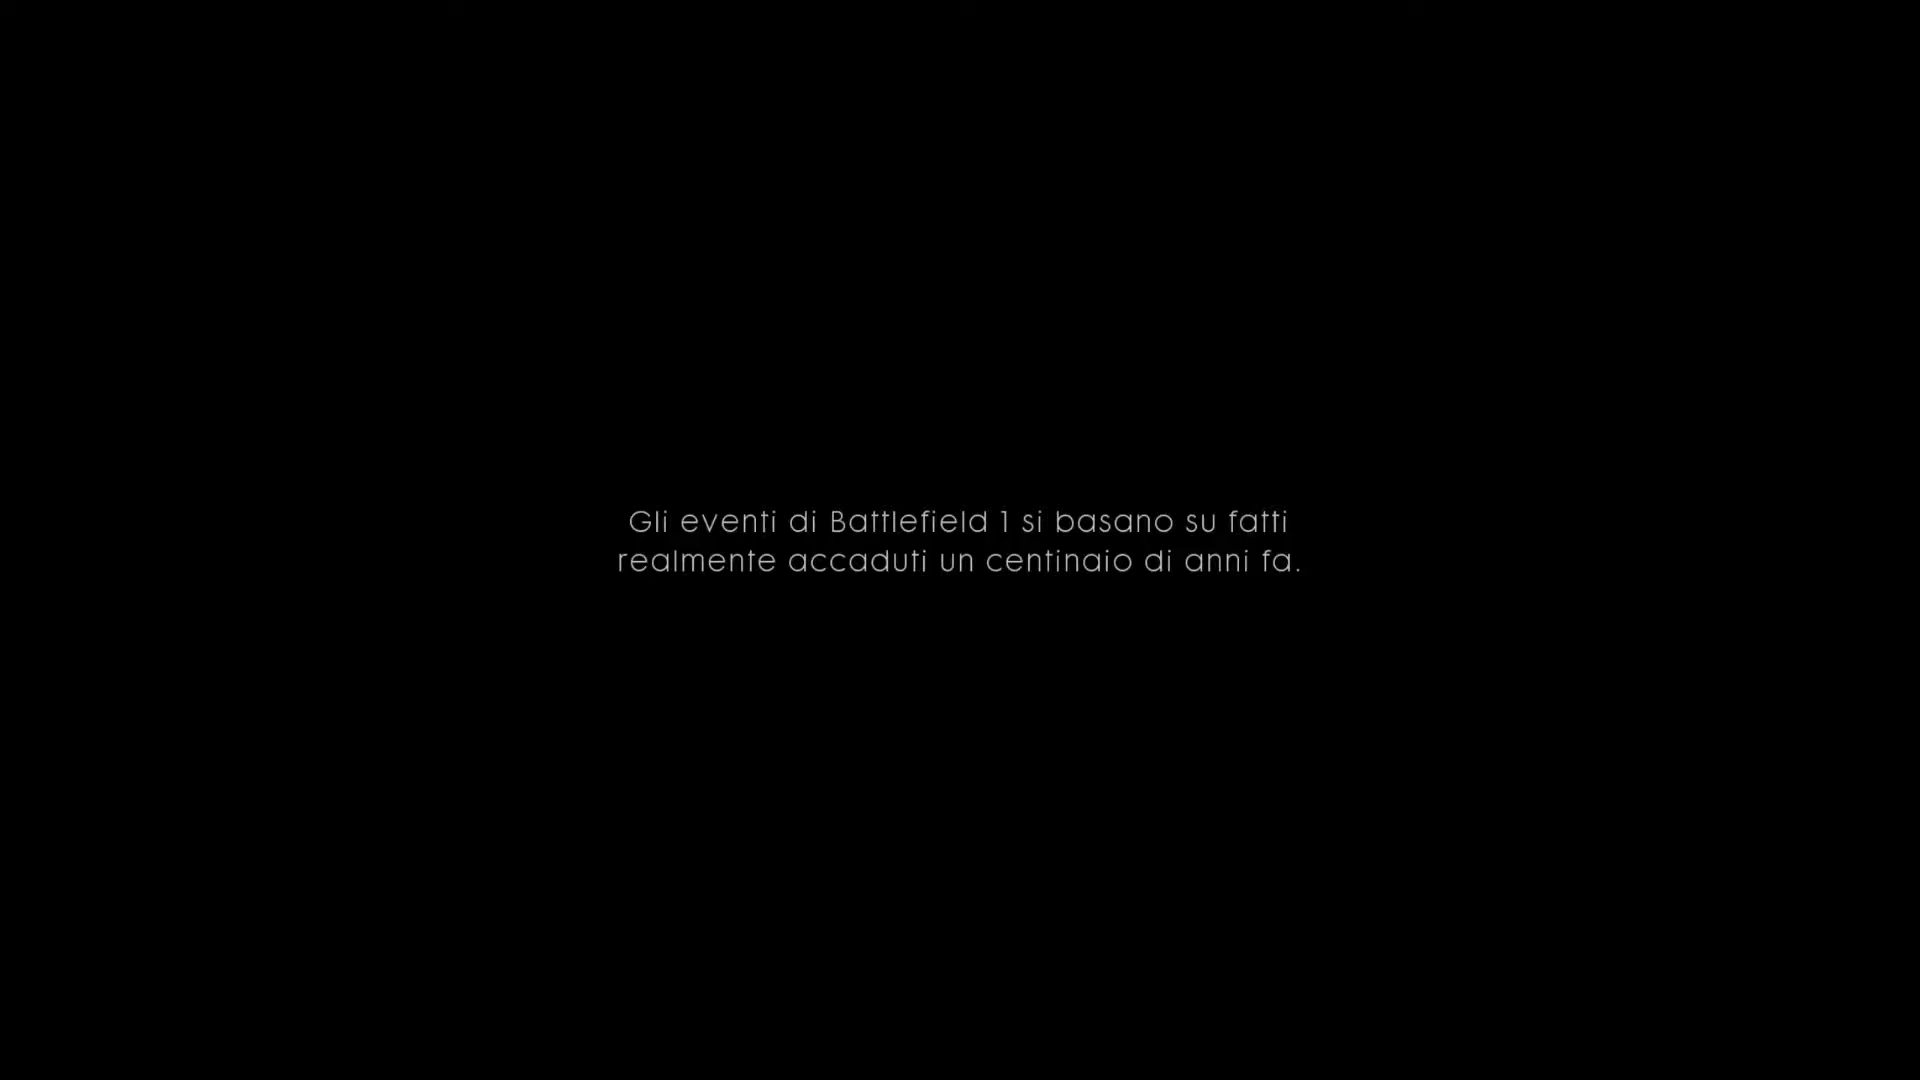 Gli eventi di Battlefield 1 si basano su fatti
realmente accaduti un centinaio di anni fa.